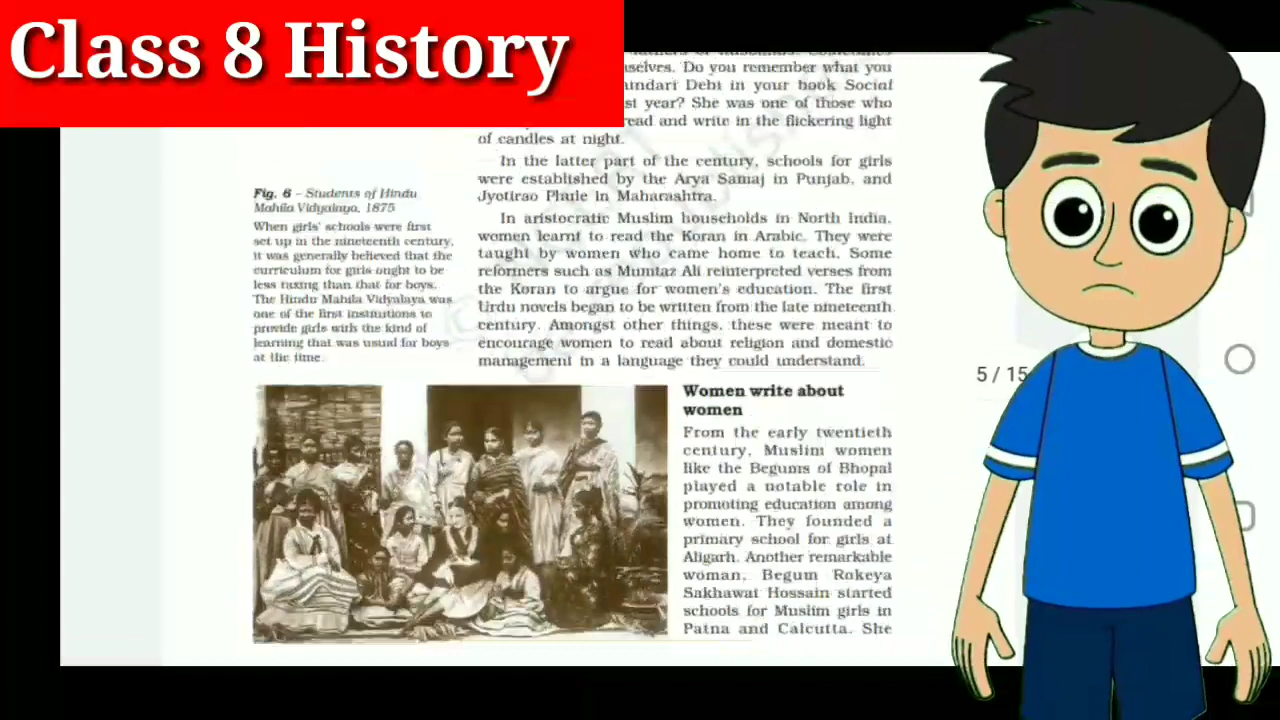 Class 8 History
selves. Do you remember what you
Debi in your book Social
st year? She was one of those who
read and write in the flickering light
of candles at night.
In the latter part of the century, schools for girls
were established by the Arya Samaj in Punjab, and
Jyotirao Phule in Maharashtra.
In aristocratic Muslim households in North India,
women learnt to read the Koran in Arabic. They were
taught by women who came home to teach. Some
reformers such as Mumtaz Ali reinterpreted verses from
the Koran to argue for women's education. The first
Urdu novels began to be written from the late nineteenth
century. Amongst other things, these were meant to
encourage women to read about religion and domestic
management in a language they could understand.
Fig. 6 – Students of Hindu
Mahila Vidyalaya, 1875
When girls' schools were first
set up in the nineteenth century,
it was generally believed that the
curriculum for girls ought to be
less taxing than that for boys.
The Hindu Mahila Vidyalaya was
one of the first institutions to
provide girls with the kind of
learning that was usual for boys
at the time.
Women write about
women
From the early twentieth
century, Muslim women
like the Begums of Bhopal
played a notable role in
promoting education among
women. They founded a
primary school for girls at
Aligarh. Another remarkable
woman, Begum Rokeya
Sakhawat Hossain started
schools for Muslim girls in
Patna and Calcutta. She
5 / 15